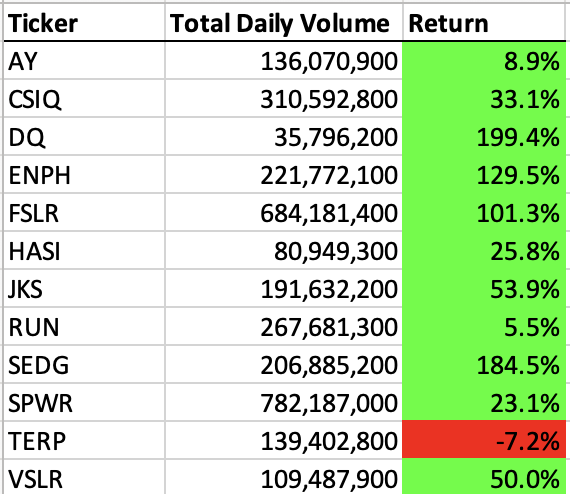 Ticker Total Daily Volume Return
AY 136,070,900 8.9%
CSIQ 310,592,800 33.1%
DQ 35,796,200 199.4%
ENPH 221,772,100 129.5%
FSLR 684,181,400 101.3%
HASI 80,949,300 25.8%
JKS 191,632,200 53.9%
RUN 267,681,300 5.5%
SEDG 206,885,200 184.5%
SPWR 782,187,000 23.1%
TERP 139,402,800 -7.2%
VSLR 109,487,900 50.0%